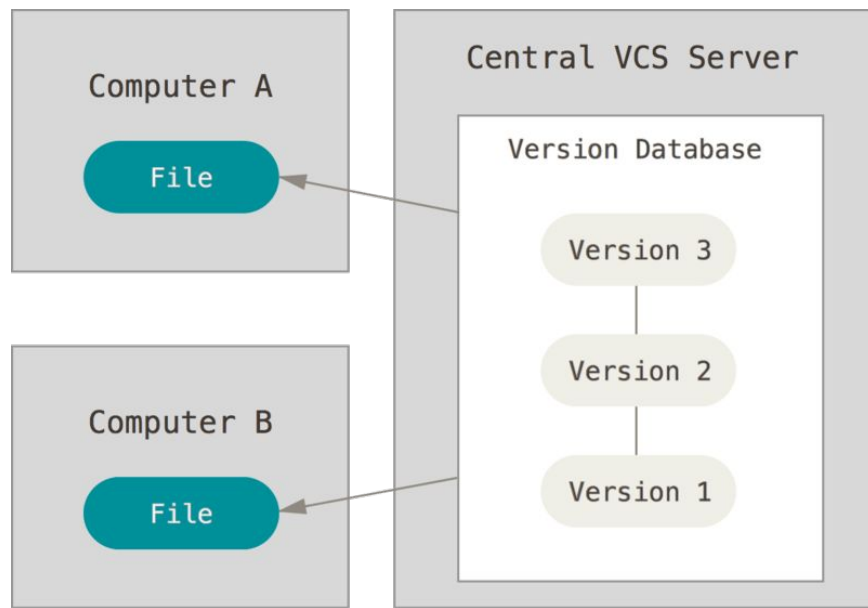 Computer A
File
Computer B
File
Central VCS Server
Version Database
Version 3
Version 2
Version 1